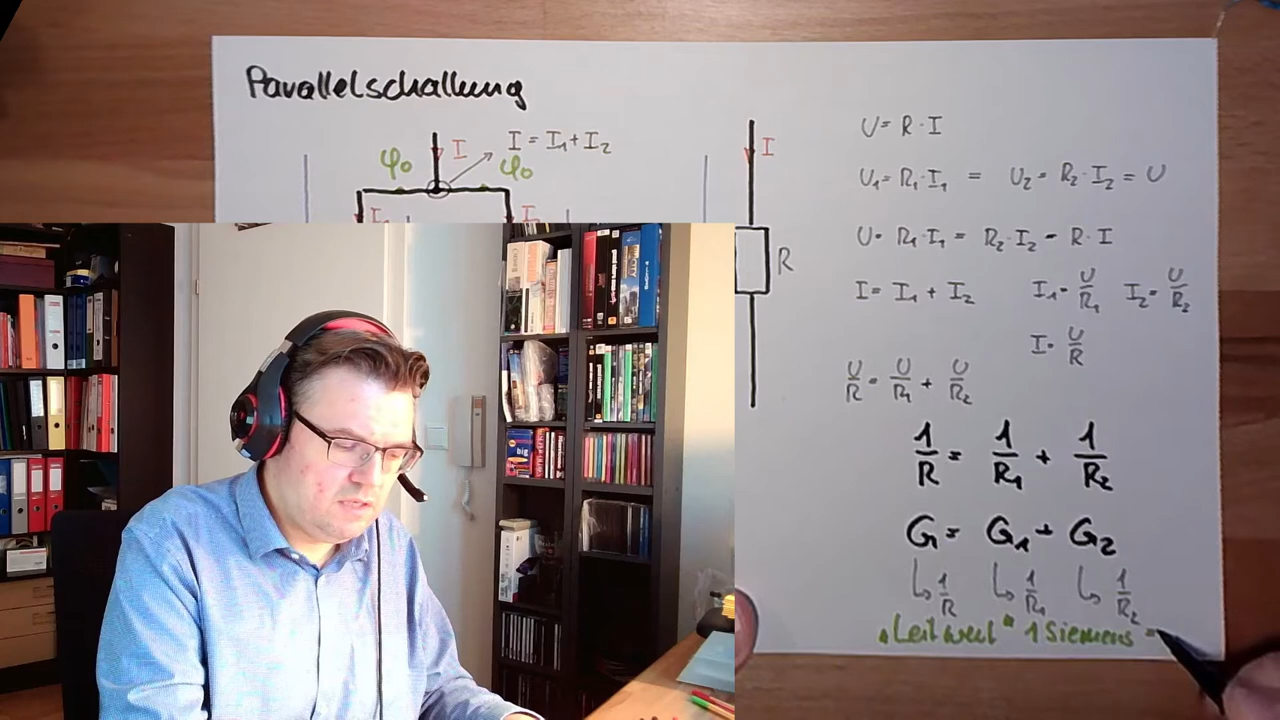 Parallelschaltung
I = I₁ + I₂
φ₀ I φ₀
I₁ I
I
R
U = R · I
U₁ = R₁ · I₁ = U₂ = R₂ · I₂ = U
U = R₁ · I₁ = R₂ · I₂ = R · I
I = I₁ + I₂ I₁ = U/R₁ I₂ = U/R₂
I = U/R
U/R = U/R₁ + U/R₂
1/R = 1/R₁ + 1/R₂
G = G₁ + G₂
↳ 1/R ↳ 1/R₁ ↳ 1/R₂
„Leitwert" 1 Siemens =
big